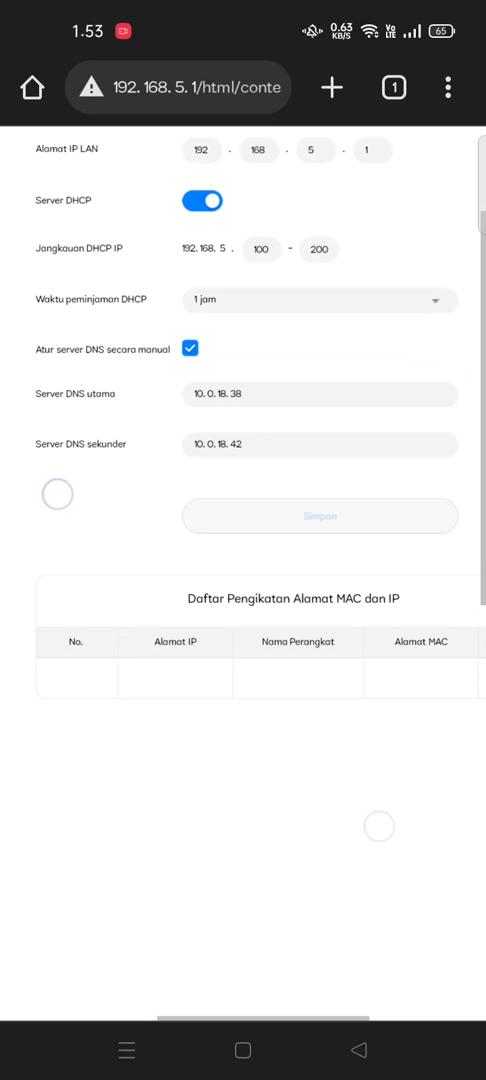 1.53 0.63 KB/S Yo LTE 65
192.168.5.1/html/conte 1
Alamat IP LAN 192 . 168 . 5 . 1
Server DHCP
Jangkauan DHCP IP 192.168.5 . 100 - 200
Waktu peminjaman DHCP 1 jam
Atur server DNS secara manual
Server DNS utama 10.0.18.38
Server DNS sekunder 10.0.18.42
Simpan
Daftar Pengikatan Alamat MAC dan IP
No. Alamat IP Nama Perangkat Alamat MAC